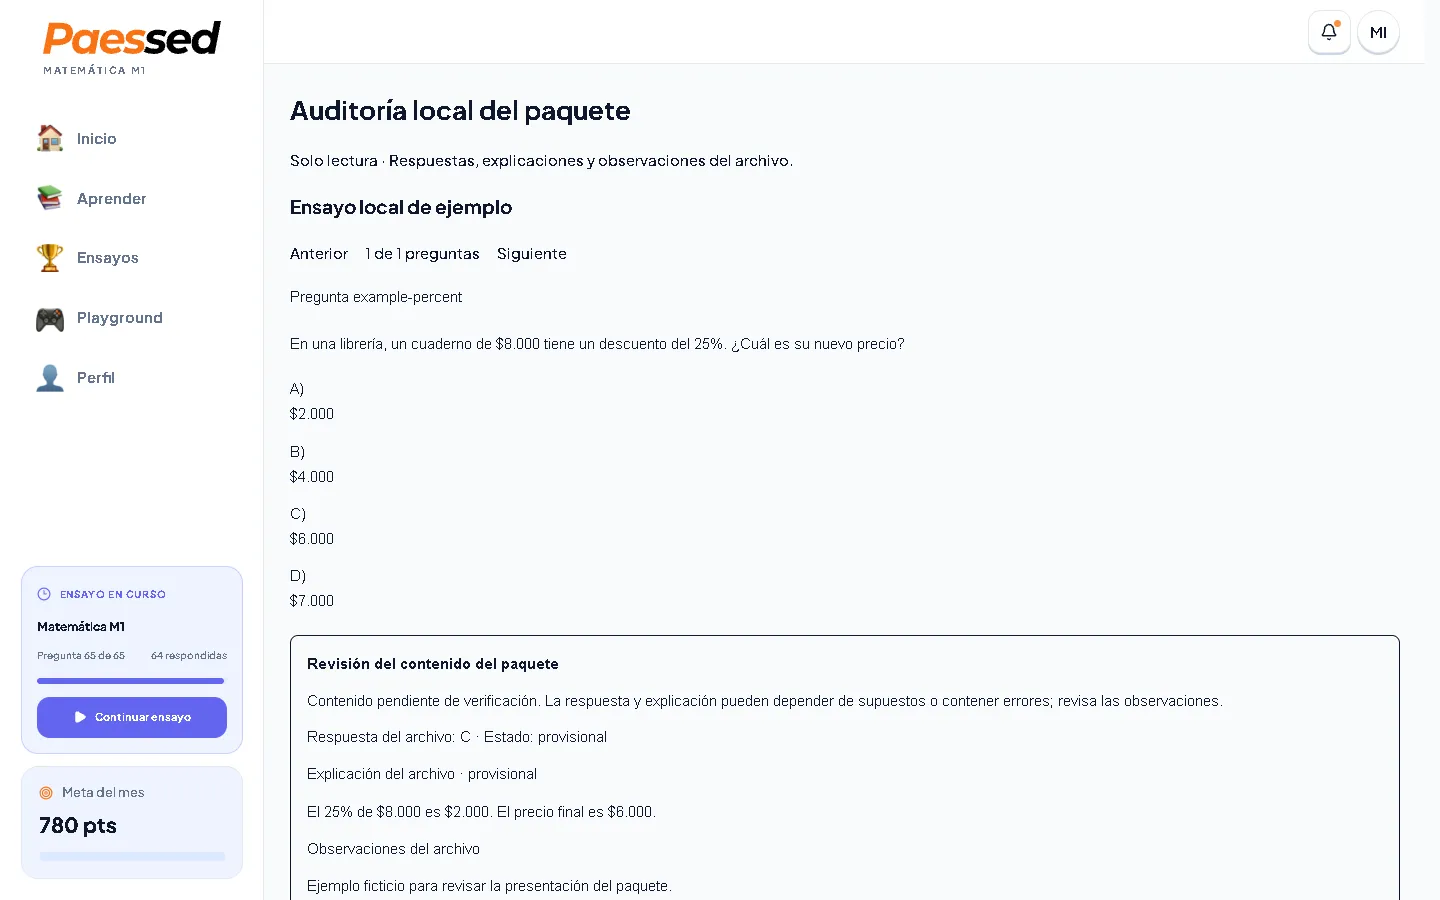 Paessed
MATEMÁTICA M1
Inicio
Aprender
Ensayos
Playground
Perfil
ENSAYO EN CURSO
Matemática M1
Pregunta 65 de 65 64 respondidas
Continuar ensayo
Meta del mes
780 pts
MI
Auditoría local del paquete
Solo lectura · Respuestas, explicaciones y observaciones del archivo.
Ensayo local de ejemplo
Anterior 1 de 1 preguntas Siguiente
Pregunta example-percent
En una librería, un cuaderno de $8.000 tiene un descuento del 25%. ¿Cuál es su nuevo precio?
A)
$2.000
B)
$4.000
C)
$6.000
D)
$7.000
Revisión del contenido del paquete
Contenido pendiente de verificación. La respuesta y explicación pueden depender de supuestos o contener errores; revisa las observaciones.
Respuesta del archivo: C · Estado: provisional
Explicación del archivo · provisional
El 25% de $8.000 es $2.000. El precio final es $6.000.
Observaciones del archivo
Ejemplo ficticio para revisar la presentación del paquete.